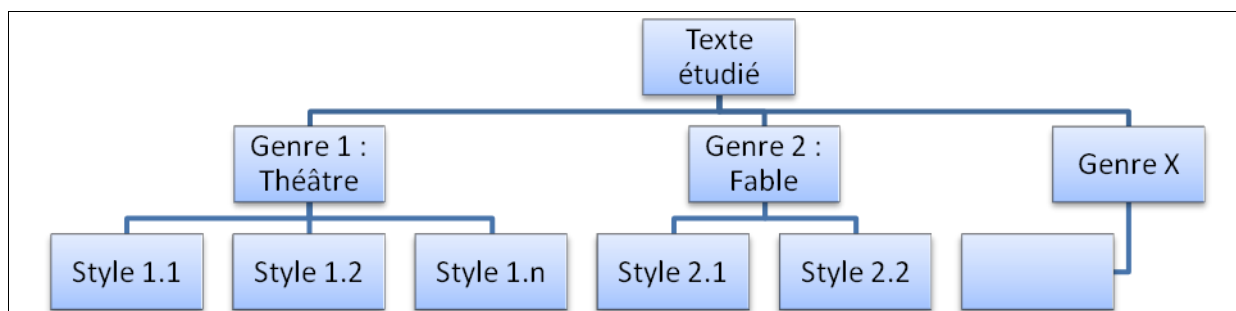 Texte
étudié
Genre 1 :
Théâtre
Genre 2 :
Fable
Genre X
Style 1.1
Style 1.2
Style 1.n
Style 2.1
Style 2.2